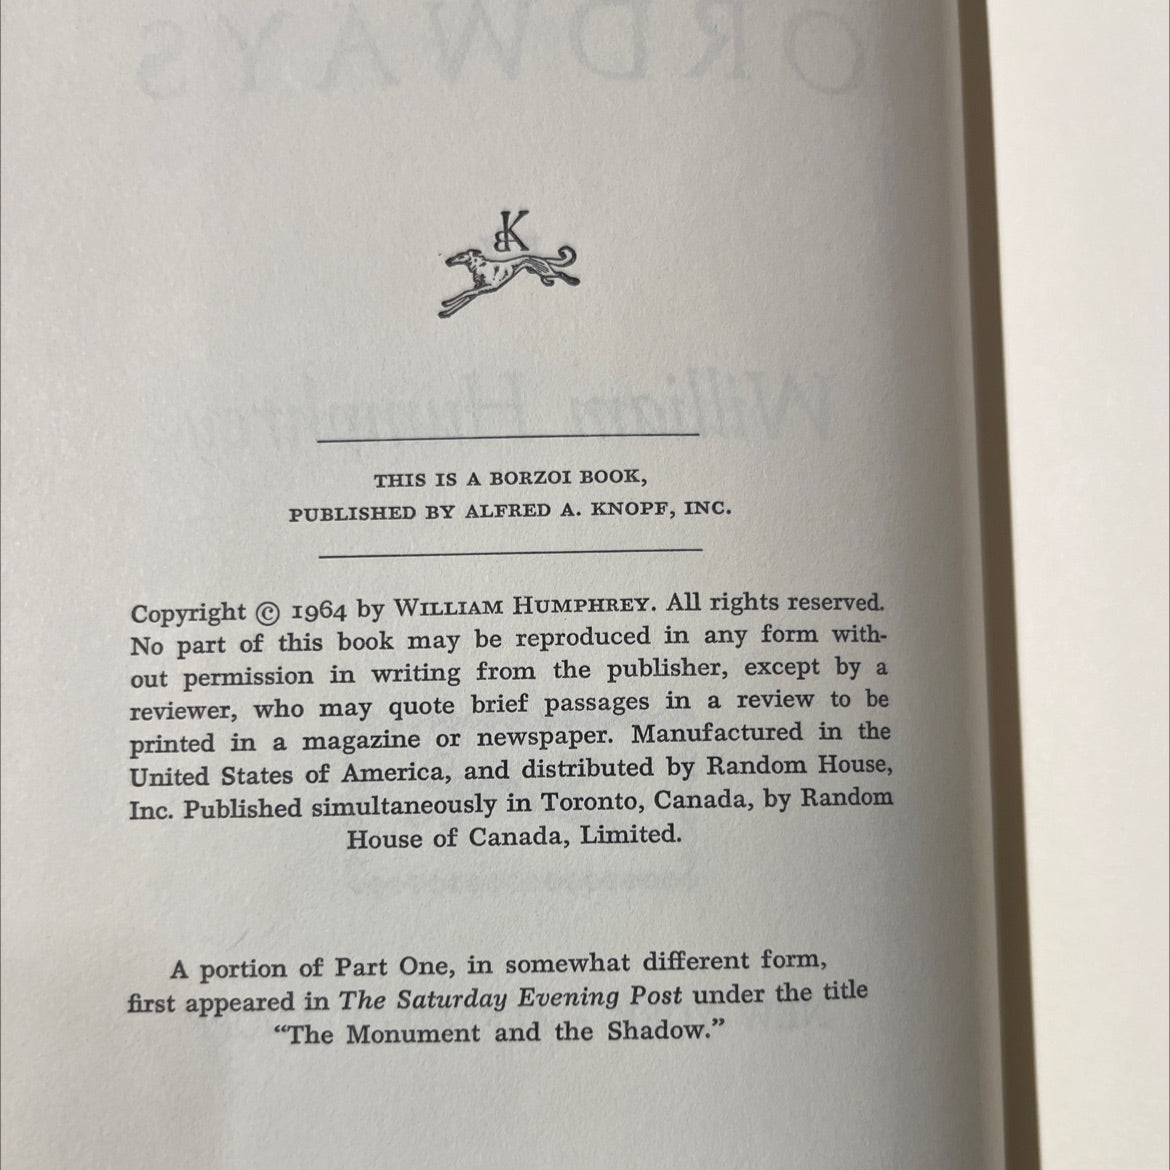 ORDWAYS
BK
William Humphrey
THIS IS A BORZOI BOOK,
PUBLISHED BY ALFRED A. KNOPF, INC.
Copyright © 1964 by WILLIAM HUMPHREY. All rights reserved.
No part of this book may be reproduced in any form with-
out permission in writing from the publisher, except by a
reviewer, who may quote brief passages in a review to be
printed in a magazine or newspaper. Manufactured in the
United States of America, and distributed by Random House,
Inc. Published simultaneously in Toronto, Canada, by Random
House of Canada, Limited.
A portion of Part One, in somewhat different form,
first appeared in The Saturday Evening Post under the title
“The Monument and the Shadow.”